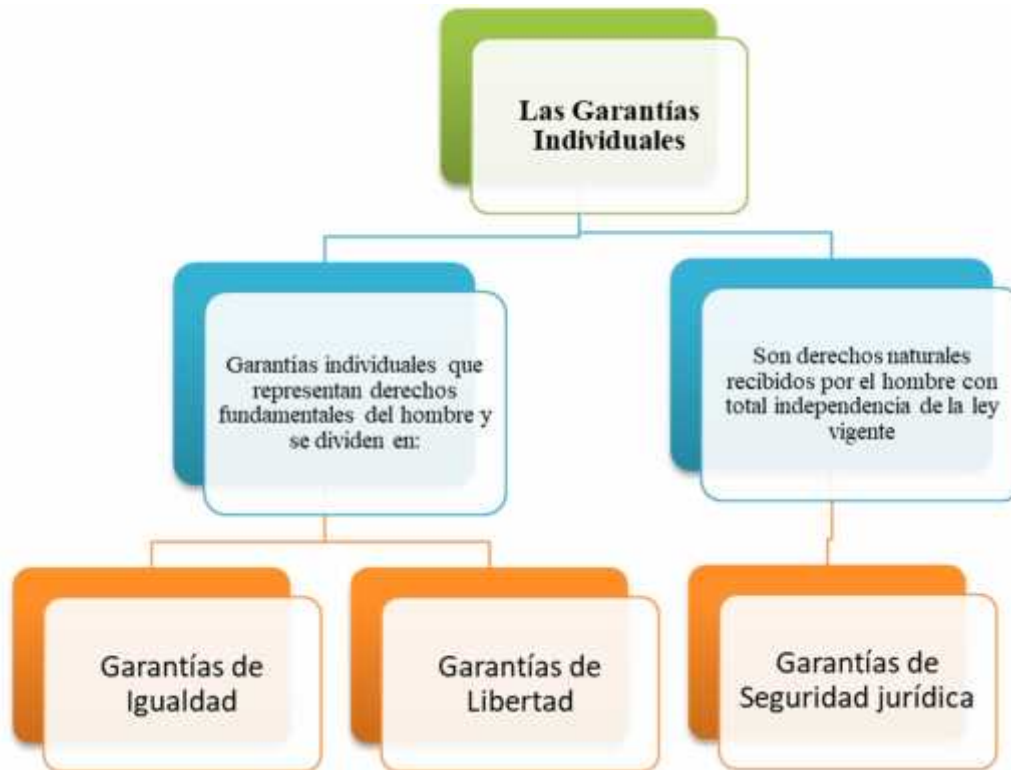 Las Garantías
Individuales
Garantías individuales que
representan derechos
fundamentales del hombre y
se dividen en:
Son derechos naturales
recibidos por el hombre con
total independencia de la ley
vigente
Garantías de
Igualdad
Garantías de
Libertad
Garantías de
Seguridad jurídica